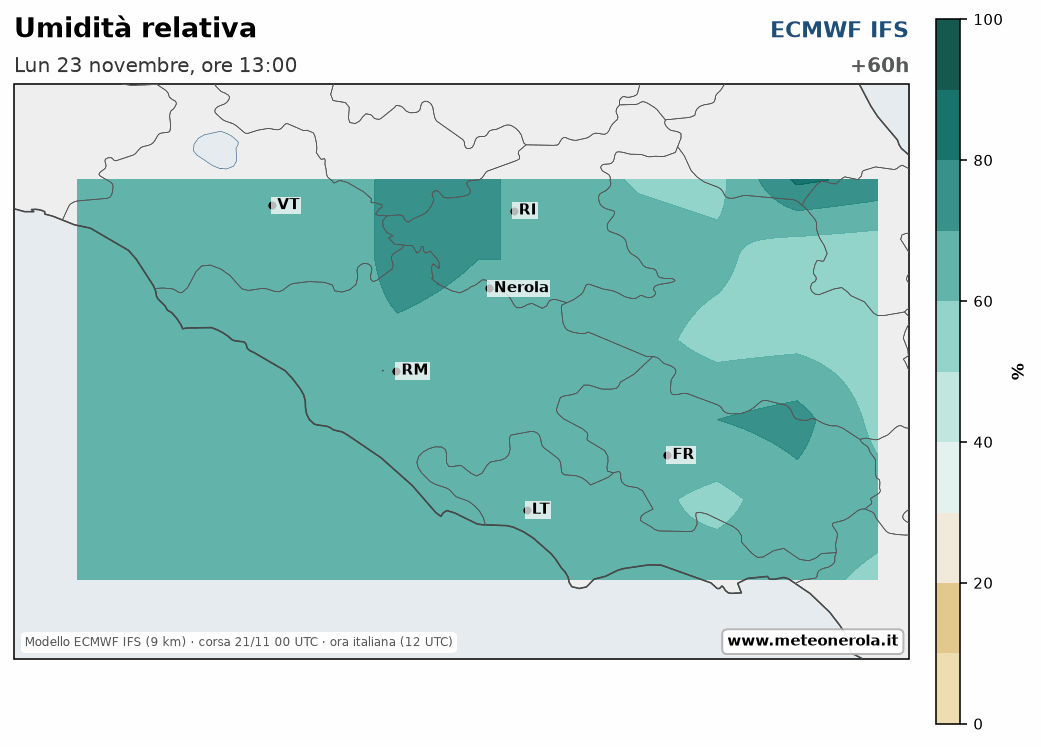 Umidità relativa
ECMWF IFS
Lun 23 novembre, ore 13:00
+60h
100
80
60
40
20
0
%
VT
RI
Nerola
RM
FR
LT
Modello ECMWF IFS (9 km) · corsa 21/11 00 UTC · ora italiana (12 UTC)
www.meteonerola.it